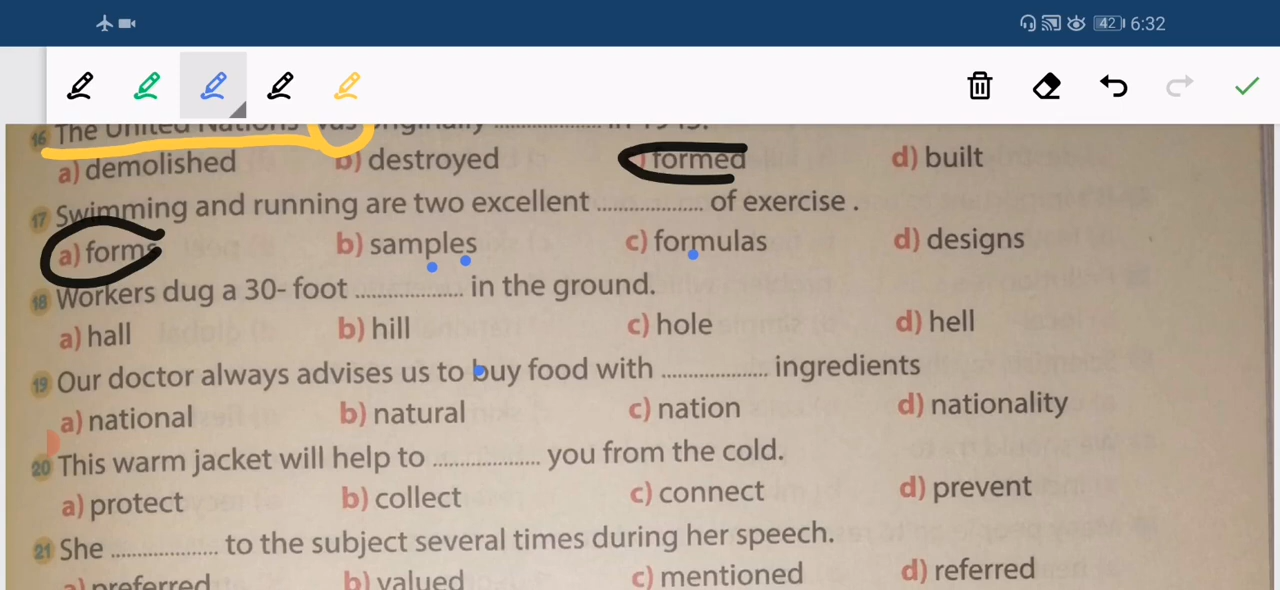 42 6:32
16 The United Nations was originally .................... in 1945.
a) demolished b) destroyed c) formed d) built
17 Swimming and running are two excellent .................... of exercise .
a) forms b) samples c) formulas d) designs
18 Workers dug a 30- foot .................... in the ground.
a) hall b) hill c) hole d) hell
19 Our doctor always advises us to buy food with .................... ingredients
a) national b) natural c) nation d) nationality
20 This warm jacket will help to .................... you from the cold.
a) protect b) collect c) connect d) prevent
21 She .................... to the subject several times during her speech.
a) preferred b) valued c) mentioned d) referred